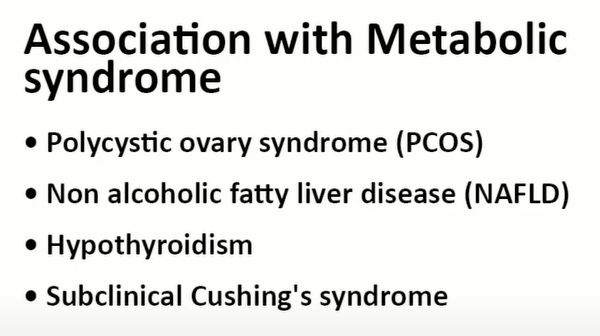 Association with Metabolic
syndrome
• Polycystic ovary syndrome (PCOS)
• Non alcoholic fatty liver disease (NAFLD)
• Hypothyroidism
• Subclinical Cushing's syndrome